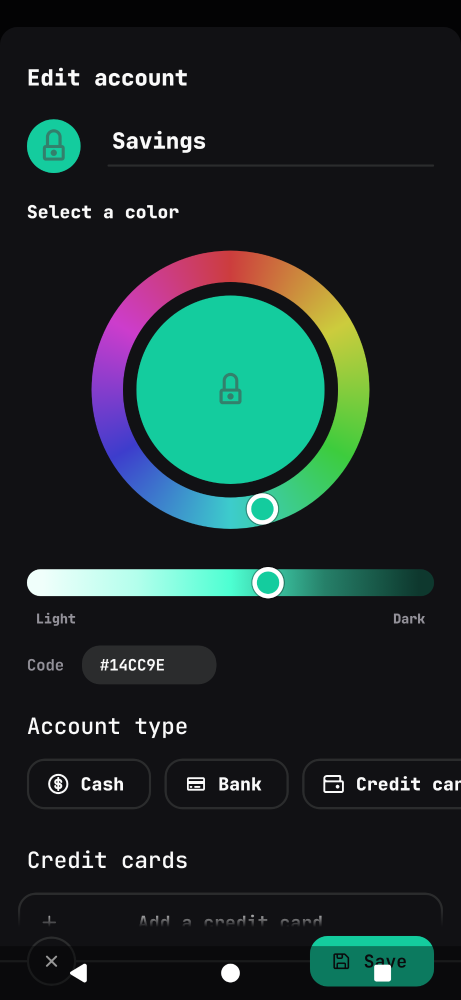 Edit account
Savings
Select a color
Light Dark
Code #14CC9E
Account type
Cash Bank Credit car
Credit cards
+ Add a credit card
Save